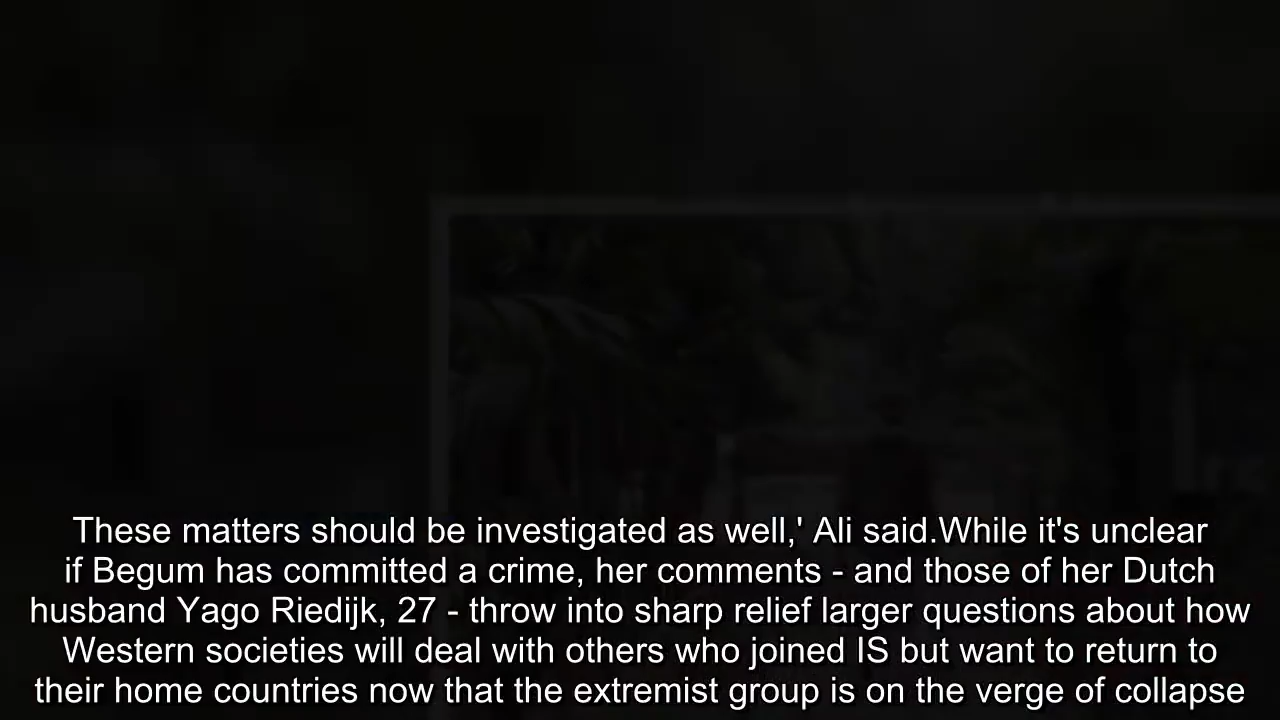 These matters should be investigated as well,' Ali said.While it's unclear
if Begum has committed a crime, her comments - and those of her Dutch
husband Yago Riedijk, 27 - throw into sharp relief larger questions about how
Western societies will deal with others who joined IS but want to return to
their home countries now that the extremist group is on the verge of collapse